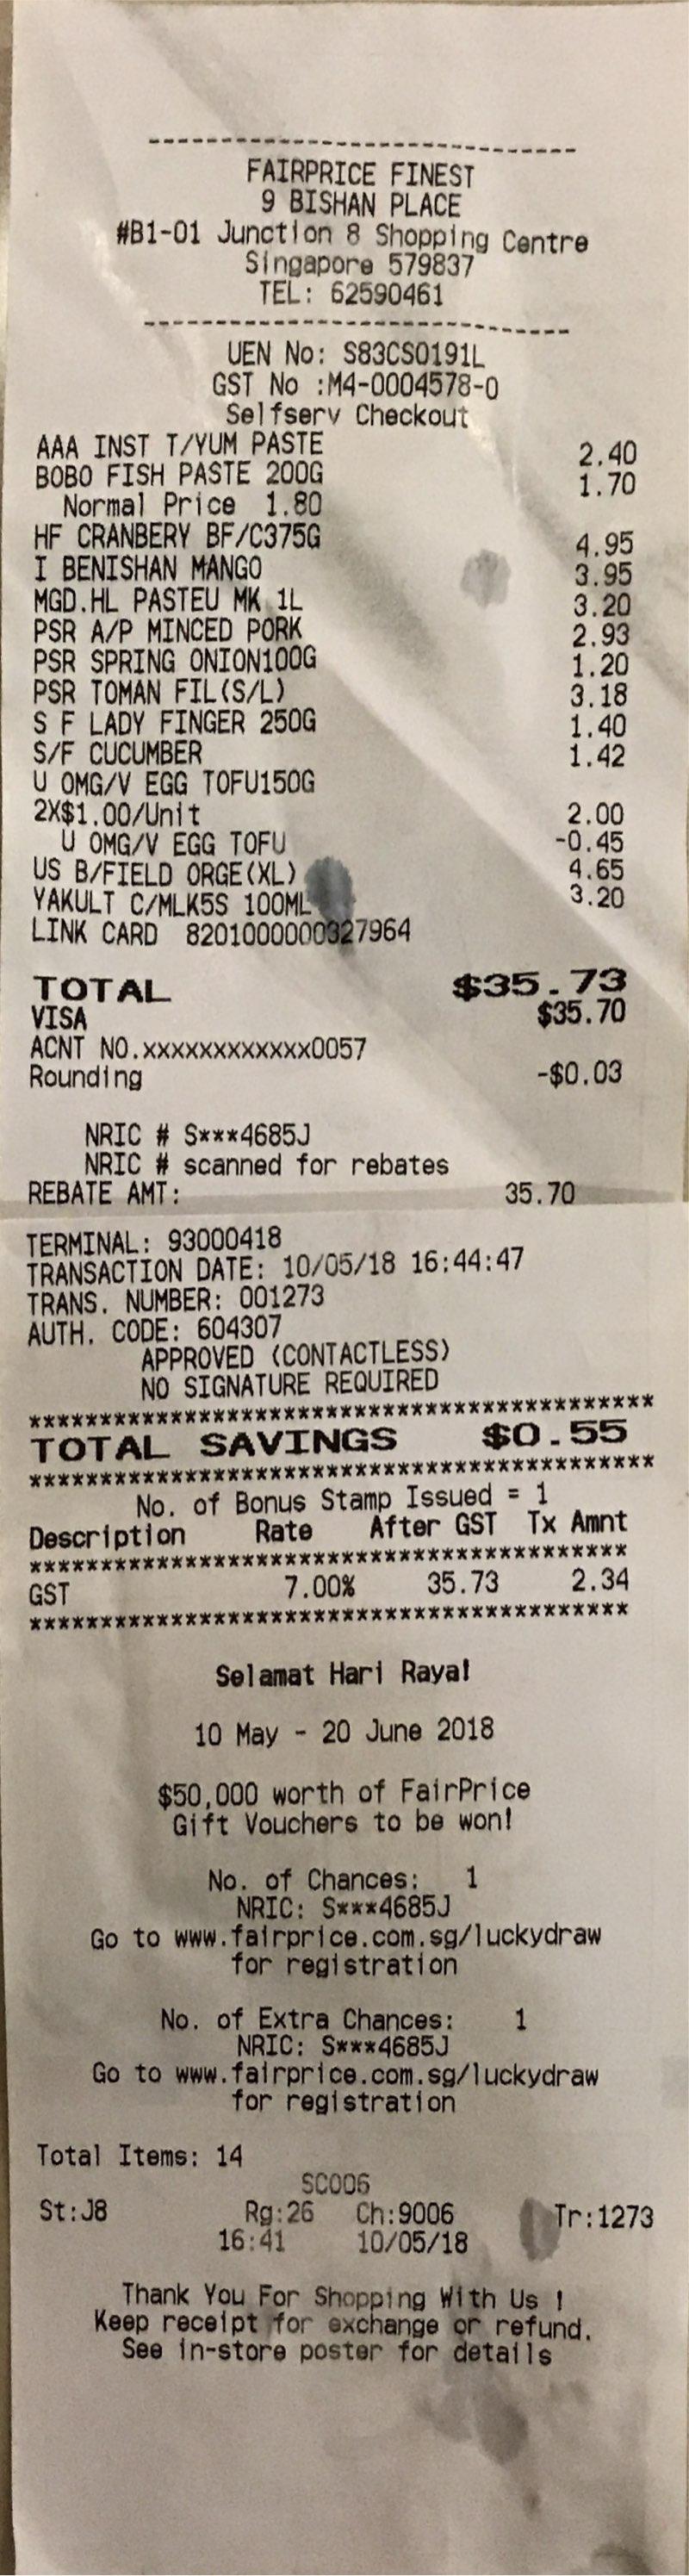 FAIRPRICE FINEST
9 BISHAN PLACE
#B1-01 Junction 8 Shopping Centre
Singapore 579837
TEL: 62590461
UEN No: S83CS0191L
GST No :M4-0004578-0
Selfserv Checkout
AAA INST T/YUM PASTE 2.40
BOBO FISH PASTE 200G 1.70
Normal Price 1.80
HF CRANBERY BF/C375G 4.95
I BENISHAN MANGO 3.95
MGD.HL PASTEU MK 1L 3.20
PSR A/P MINCED PORK 2.93
PSR SPRING ONION100G 1.20
PSR TOMAN FIL(S/L) 3.18
S F LADY FINGER 250G 1.40
S/F CUCUMBER 1.42
U OMG/V EGG TOFU150G
2X$1.00/Unit 2.00
U OMG/V EGG TOFU -0.45
US B/FIELD ORGE(XL) 4.65
YAKULT C/MLK5S 100ML 3.20
LINK CARD 8201000000327964
TOTAL $35.73
VISA $35.70
ACNT NO.xxxxxxxxxxxx0057
Rounding -$0.03
NRIC # S***4685J
NRIC # scanned for rebates
REBATE AMT: 35.70
TERMINAL: 93000418
TRANSACTION DATE: 10/05/18 16:44:47
TRANS. NUMBER: 001273
AUTH. CODE: 604307
APPROVED (CONTACTLESS)
NO SIGNATURE REQUIRED
********************************************
TOTAL SAVINGS $0.55
********************************************
No. of Bonus Stamp Issued = 1
Description Rate After GST Tx Amnt
******************************************
GST 7.00% 35.73 2.34
******************************************
Selamat Hari Raya!
10 May - 20 June 2018
$50,000 worth of FairPrice
Gift Vouchers to be won!
No. of Chances: 1
NRIC: S***4685J
Go to www.fairprice.com.sg/luckydraw
for registration
No. of Extra Chances: 1
NRIC: S***4685J
Go to www.fairprice.com.sg/luckydraw
for registration
Total Items: 14
SC006
St:J8 Rg:26 Ch:9006 Tr:1273
16:41 10/05/18
Thank You For Shopping With Us !
Keep receipt for exchange or refund.
See in-store poster for details